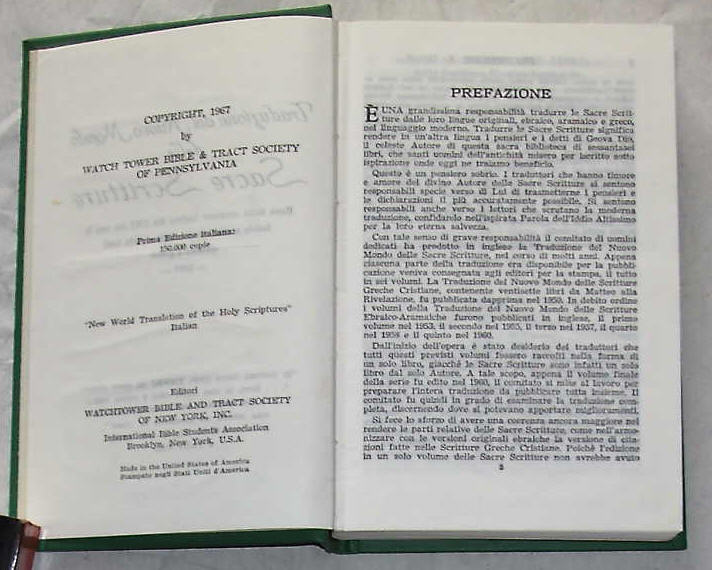 COPYRIGHT, 1967
by
WATCH TOWER BIBLE & TRACT SOCIETY
OF PENNSYLVANIA
Prima Edizione Italiana:
150.000 copie
"New World Translation of the Holy Scriptures"
Italian
Editori
WATCHTOWER BIBLE AND TRACT SOCIETY
OF NEW YORK, INC.
International Bible Students Association
Brooklyn, New York, U.S.A.
Made in the United States of America
Stampato negli Stati Uniti d'America
PREFAZIONE
È UNA grandissima responsabilità tradurre le Sacre Scrit-
ture dalle loro lingue originali, ebraico, aramaico e greco,
nel linguaggio moderno. Tradurre le Sacre Scritture significa
rendere in un'altra lingua i pensieri e i detti di Geova Dio,
il celeste Autore di questa sacra biblioteca di sessantasei
libri, che santi uomini dell'antichità misero per iscritto sotto
ispirazione onde oggi ne traiamo beneficio.
Questo è un pensiero sobrio. I traduttori che hanno timore
e amore del divino Autore delle Sacre Scritture si sentono
responsabili specie verso di Lui di trasmetterne i pensieri e
le dichiarazioni il più accuratamente possibile. Si sentono
responsabili anche verso i lettori che scrutano la moderna
traduzione, confidando nell'ispirata Parola dell'Iddio Altissimo
per la loro eterna salvezza.
Con tale senso di grave responsabilità il comitato di uomini
dedicati ha prodotto in inglese la Traduzione del Nuovo
Mondo delle Sacre Scritture, nel corso di molti anni. Appena
ciascuna parte della traduzione era disponibile per la pubbli-
cazione veniva consegnata agli editori per la stampa, il tutto
in sei volumi. La Traduzione del Nuovo Mondo delle Scritture
Greche Cristiane, contenente ventisette libri da Matteo alla
Rivelazione, fu pubblicata dapprima nel 1950. In debito ordine
i volumi della Traduzione del Nuovo Mondo delle Scritture
Ebraico-Aramaiche furono pubblicati in inglese, il primo
volume nel 1953, il secondo nel 1955, il terzo nel 1957, il quarto
nel 1958 e il quinto nel 1960.
Dall'inizio dell'opera è stato desiderio dei traduttori che
tutti questi previsti volumi fossero raccolti nella forma di
un solo libro, giacché le Sacre Scritture sono infatti un solo
libro dal solo Autore. A tale scopo, appena il volume finale
della serie fu edito nel 1960, il comitato si mise al lavoro per
preparare l'intera traduzione da pubblicare tutta insieme. Il
comitato fu quindi in grado di esaminare la traduzione com-
pleta, discernendo dove si potevano apportare miglioramenti.
Si fece lo sforzo di avere una coerenza ancora maggiore nel
rendere le parti relative delle Scritture, come nell'armo-
nizzare con le versioni originali ebraiche la versione di cita-
zioni fatte nelle Scritture Greche Cristiane. Poiché l'edizione
in un solo volume delle Sacre Scritture non avrebbe avuto